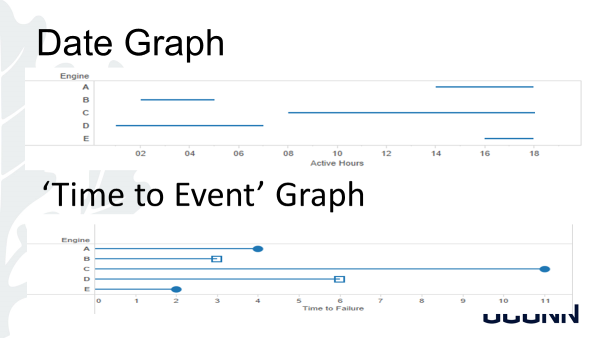 Date Graph
Engine
A
B
C
D
E
02 04 06 08 10 12 14 16 18
Active Hours
‘Time to Event’ Graph
Engine
A
B
C
D
E
0 1 2 3 4 5 6 7 8 9 10 11
Time to Failure
UCONN